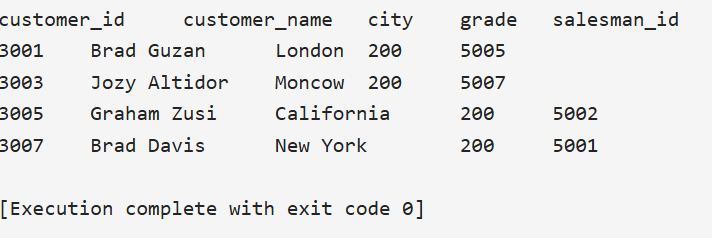 customer_id customer_name city grade salesman_id
3001 Brad Guzan London 200 5005
3003 Jozy Altidor Moncow 200 5007
3005 Graham Zusi California 200 5002
3007 Brad Davis New York 200 5001
[Execution complete with exit code 0]